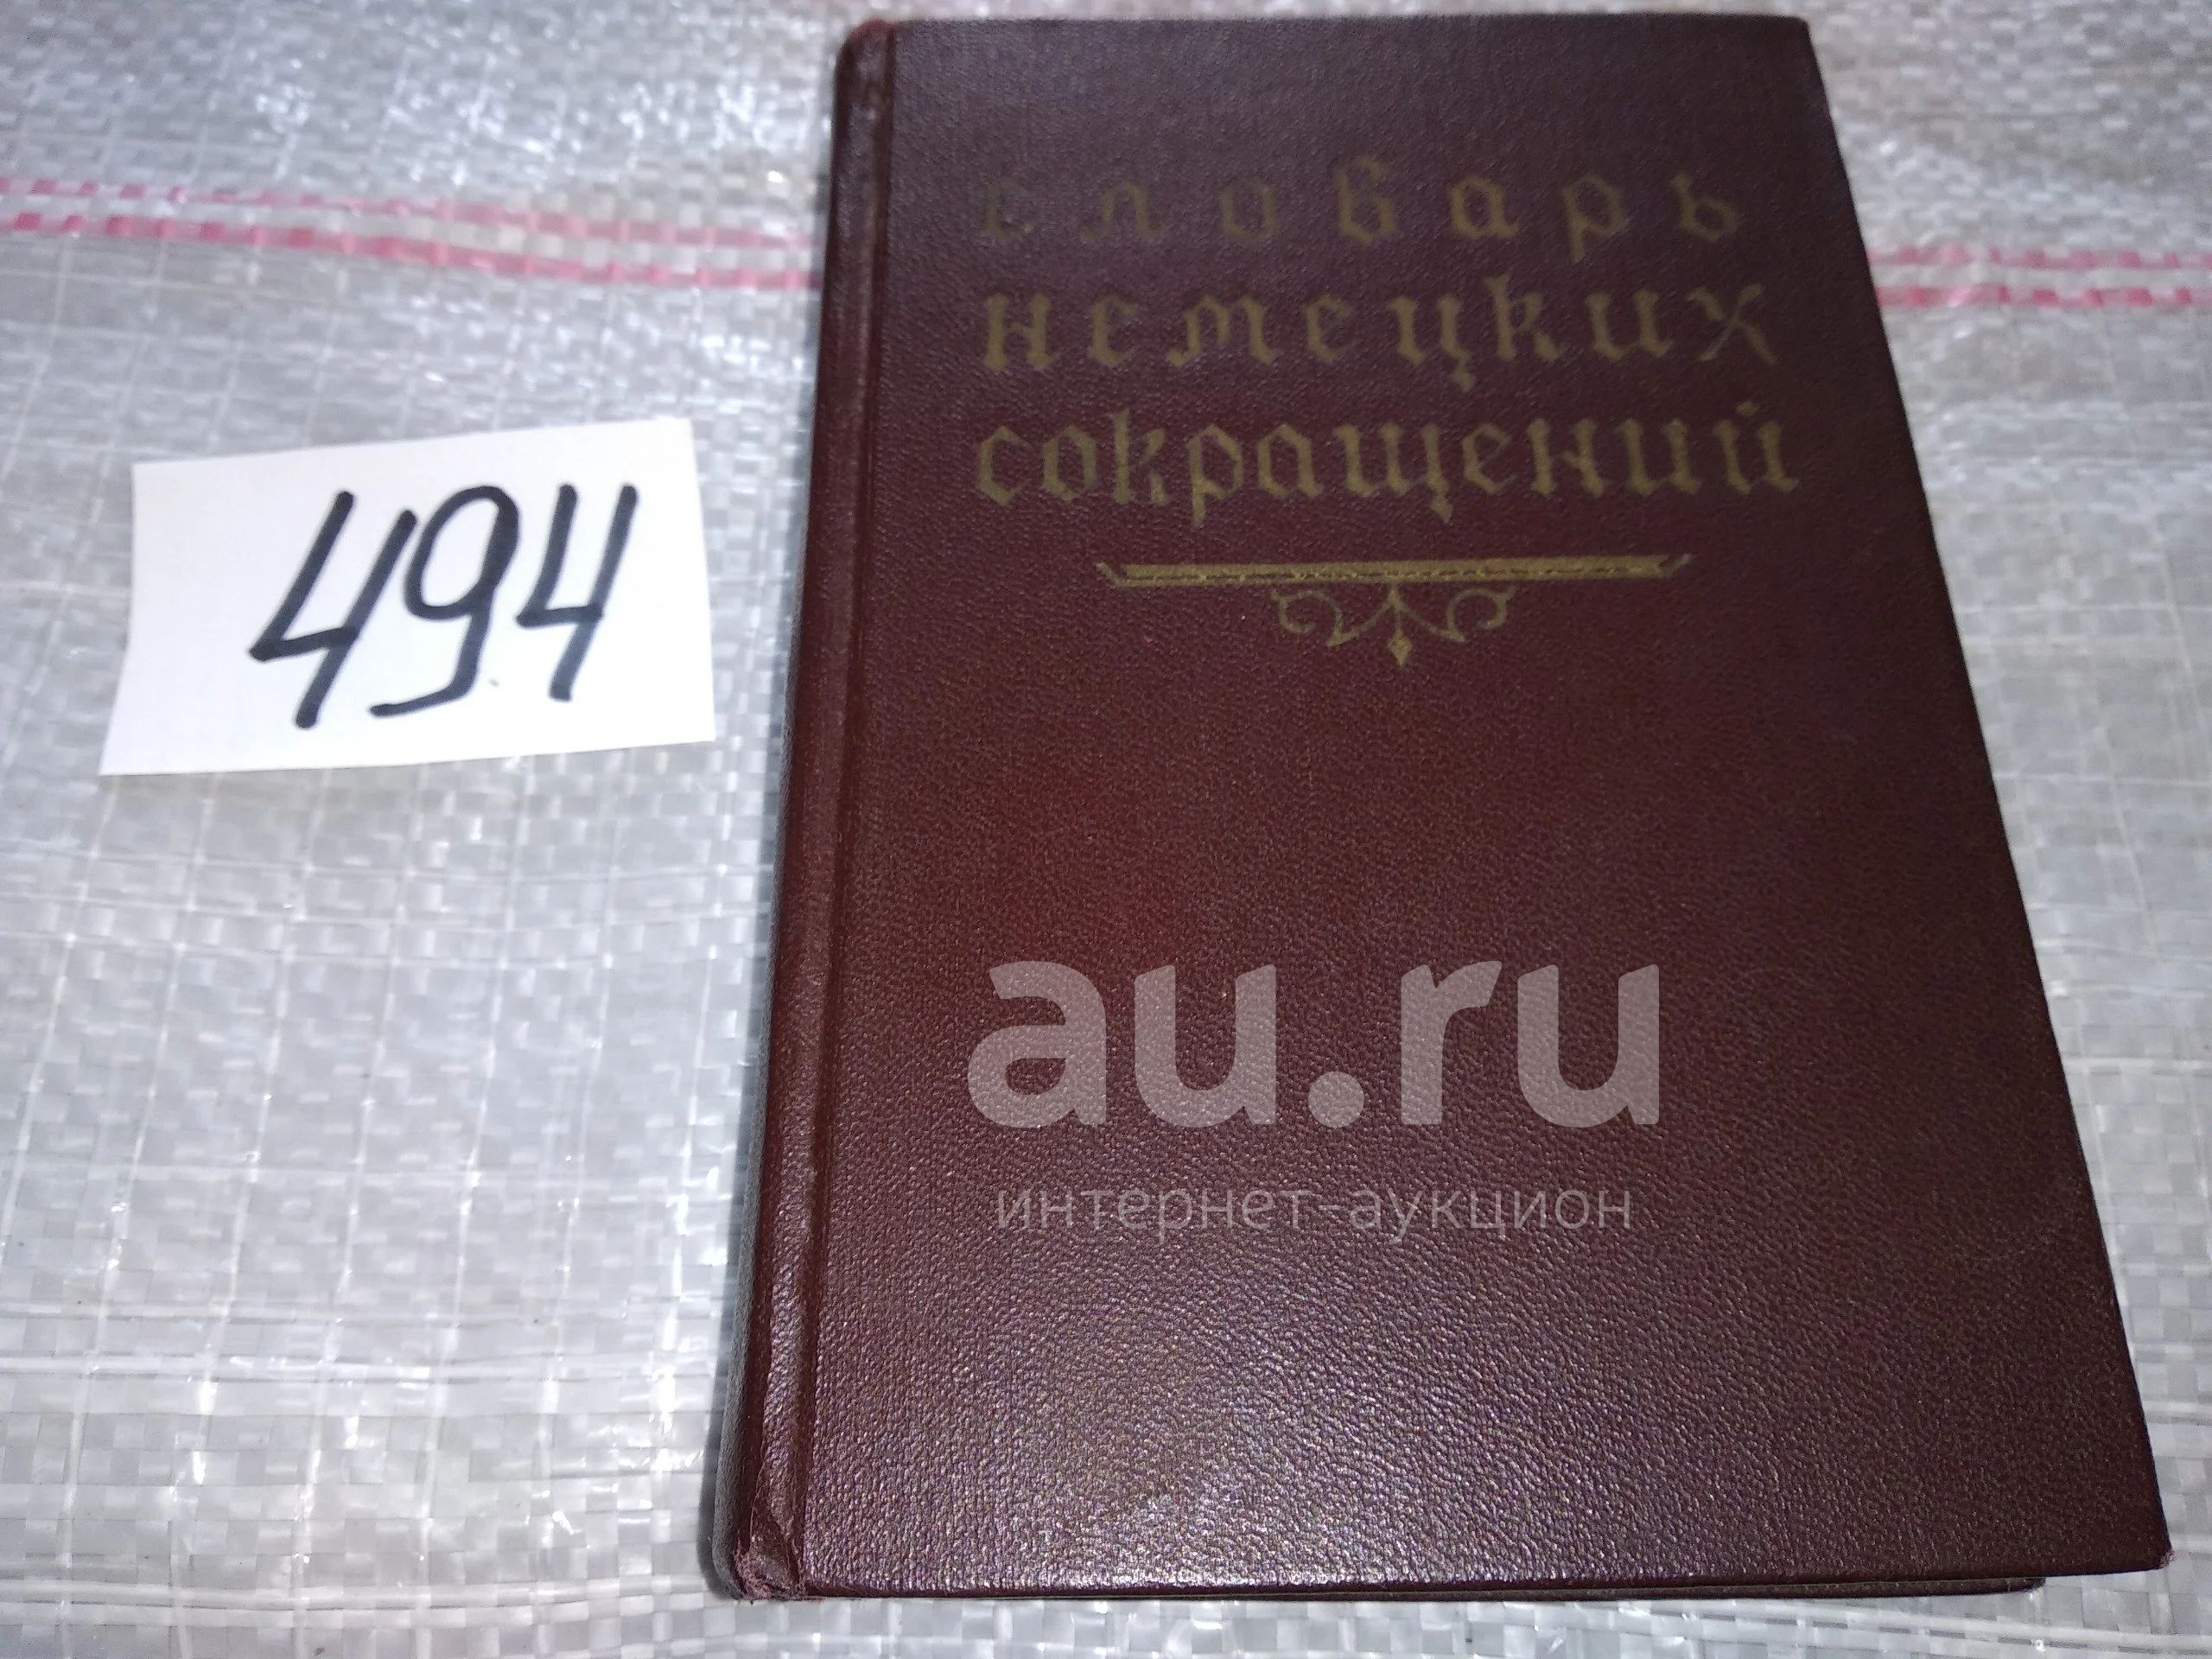 словарь
немецких
сокращений
494
au.ru
интернет-аукцион